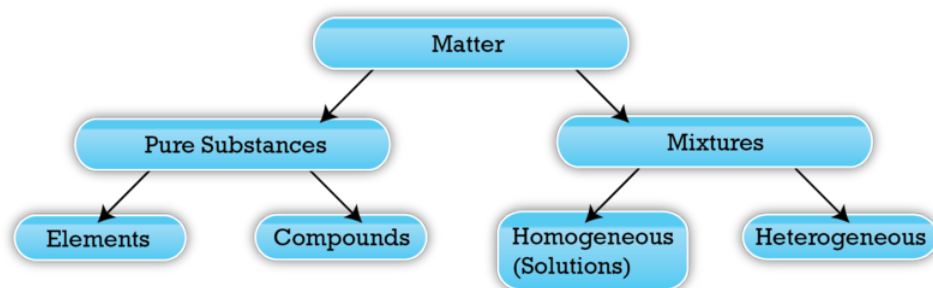 Matter
Pure Substances
Mixtures
Elements
Compounds
Homogeneous
(Solutions)
Heterogeneous